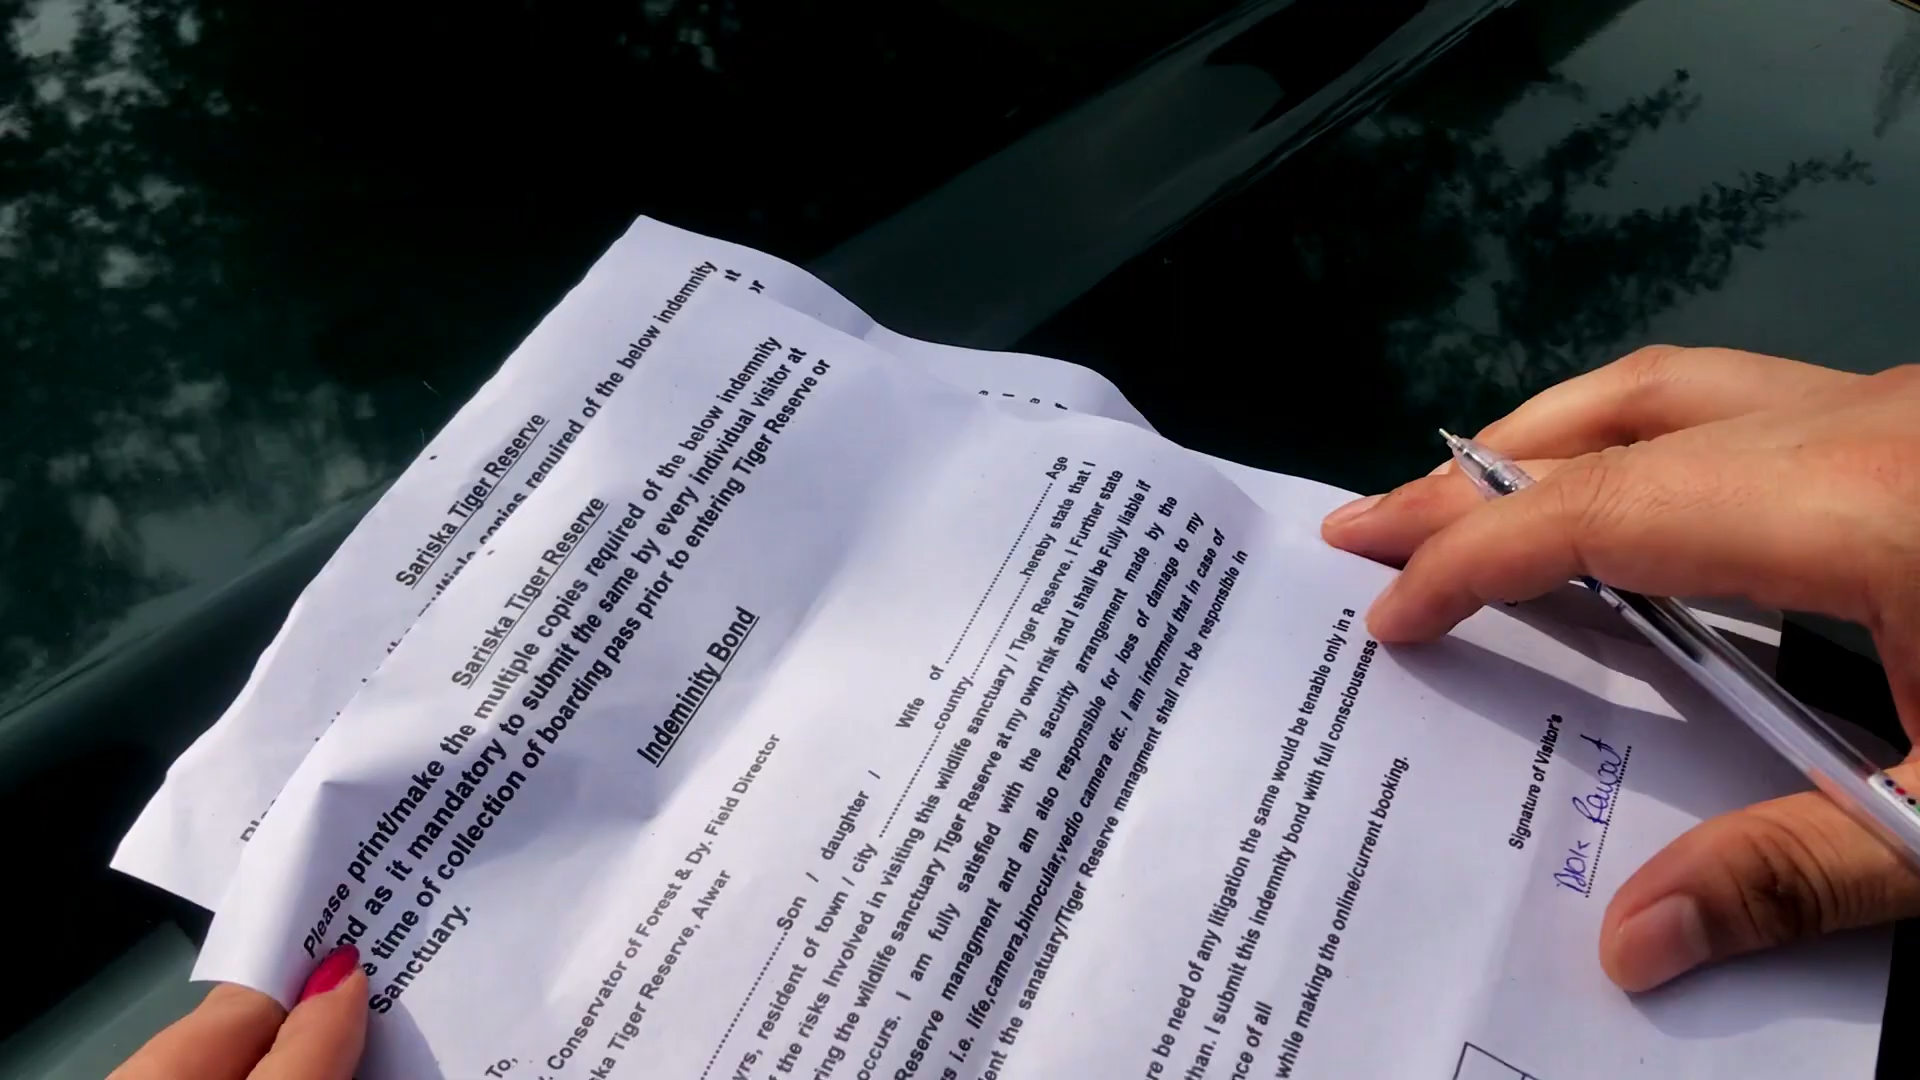 Sariska Tiger Reserve
copies required of the below indemnity
it
Sariska Tiger Reserve
Please print/make the multiple copies required of the below indemnity
as it mandatory to submit the same by every individual visitor at
time of collection of boarding pass prior to entering Tiger Reserve or
Sanctuary.
Indeminity Bond
To,
Conservator of Forest & Dy. Field Director
Tiger Reserve, Alwar
Son / daughter / Wife of Age
yrs, resident of town / city country hereby state that I
the risks Involved in visiting this wildlife sanctuary / Tiger Reserve. I Further state
the wildlife sanctuary Tiger Reserve at my own risk and I shall be Fully liable if
occurs. I am fully satisfied with the sacurity arrangement made by the
Reserve managment and am also responsible for loss of damage to my
i.e. life,camera,binocular,vedio camera etc. I am informed that in case of
the sanatuary/Tiger Reserve managment shall not be responsible in
be need of any litigation the same would be tenable only in a
than. I submit this indemnity bond with full consciousness
of all
while making the online/current booking.
Signature of Visitor's